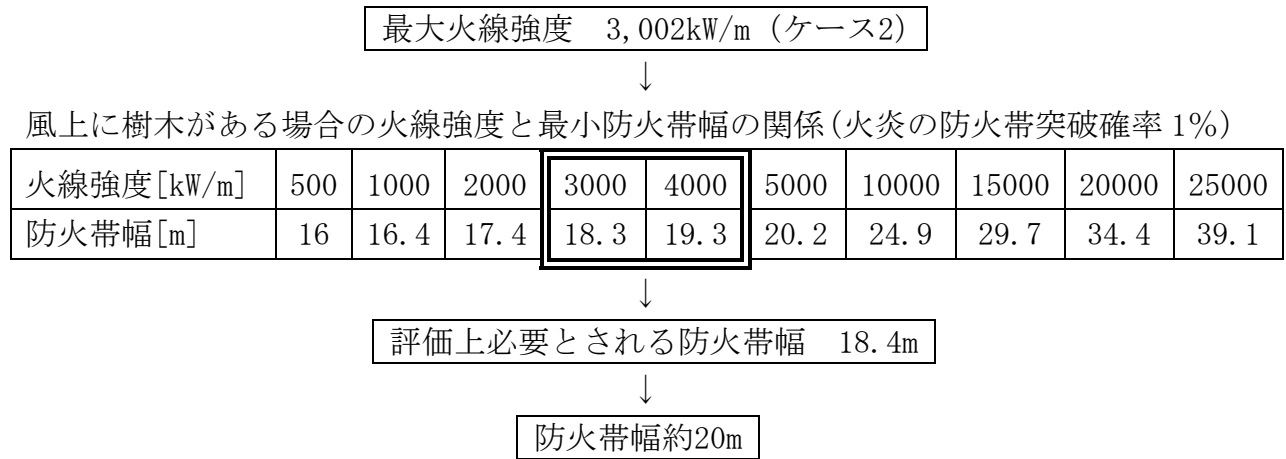 最大火線強度　3,002kW/m (ケース2)
↓
風上に樹木がある場合の火線強度と最小防火帯幅の関係(火炎の防火帯突破確率 1%)
火線強度[kW/m] 500 1000 2000 3000 4000 5000 10000 15000 20000 25000
防火帯幅[m] 16 16.4 17.4 18.3 19.3 20.2 24.9 29.7 34.4 39.1
↓
評価上必要とされる防火帯幅　18.4m
↓
防火帯幅約20m